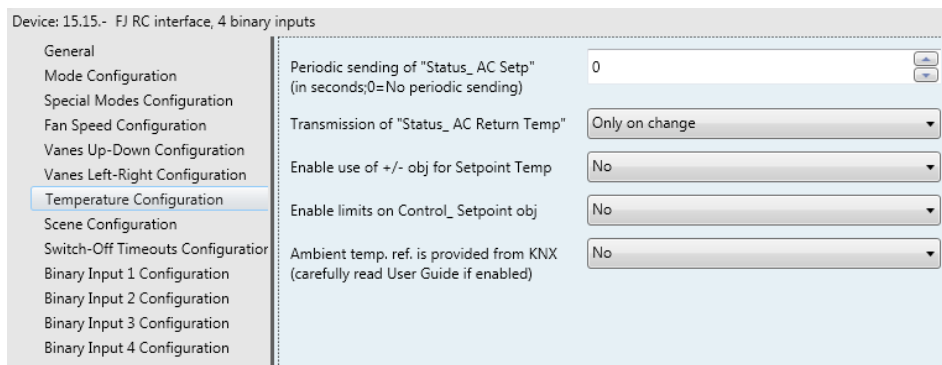 Device: 15.15.-  FJ RC interface, 4 binary inputs
General
Mode Configuration
Special Modes Configuration
Fan Speed Configuration
Vanes Up-Down Configuration
Vanes Left-Right Configuration
Temperature Configuration
Scene Configuration
Switch-Off Timeouts Configuration
Binary Input 1 Configuration
Binary Input 2 Configuration
Binary Input 3 Configuration
Binary Input 4 Configuration
Periodic sending of "Status_ AC Setp"
(in seconds;0=No periodic sending)
0
Transmission of "Status_ AC Return Temp"
Only on change
Enable use of +/- obj for Setpoint Temp
No
Enable limits on Control_ Setpoint obj
No
Ambient temp. ref. is provided from KNX
(carefully read User Guide if enabled)
No